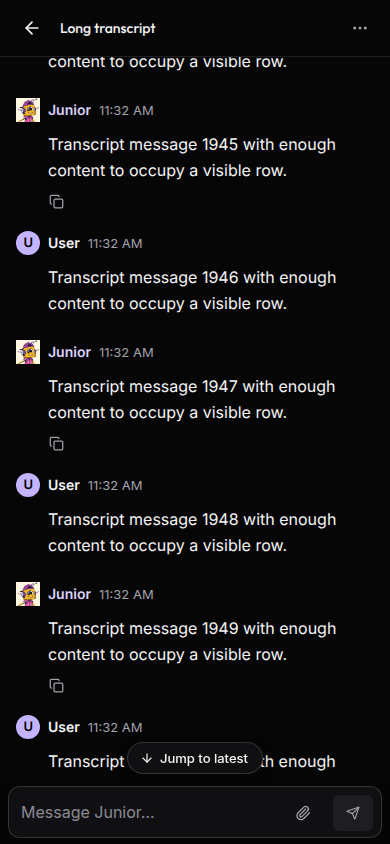 Long transcript
content to occupy a visible row.
Junior 11:32 AM
Transcript message 1945 with enough
content to occupy a visible row.
U User 11:32 AM
Transcript message 1946 with enough
content to occupy a visible row.
Junior 11:32 AM
Transcript message 1947 with enough
content to occupy a visible row.
U User 11:32 AM
Transcript message 1948 with enough
content to occupy a visible row.
Junior 11:32 AM
Transcript message 1949 with enough
content to occupy a visible row.
U User 11:32 AM
Transcript th enough
Jump to latest
Message Junior...